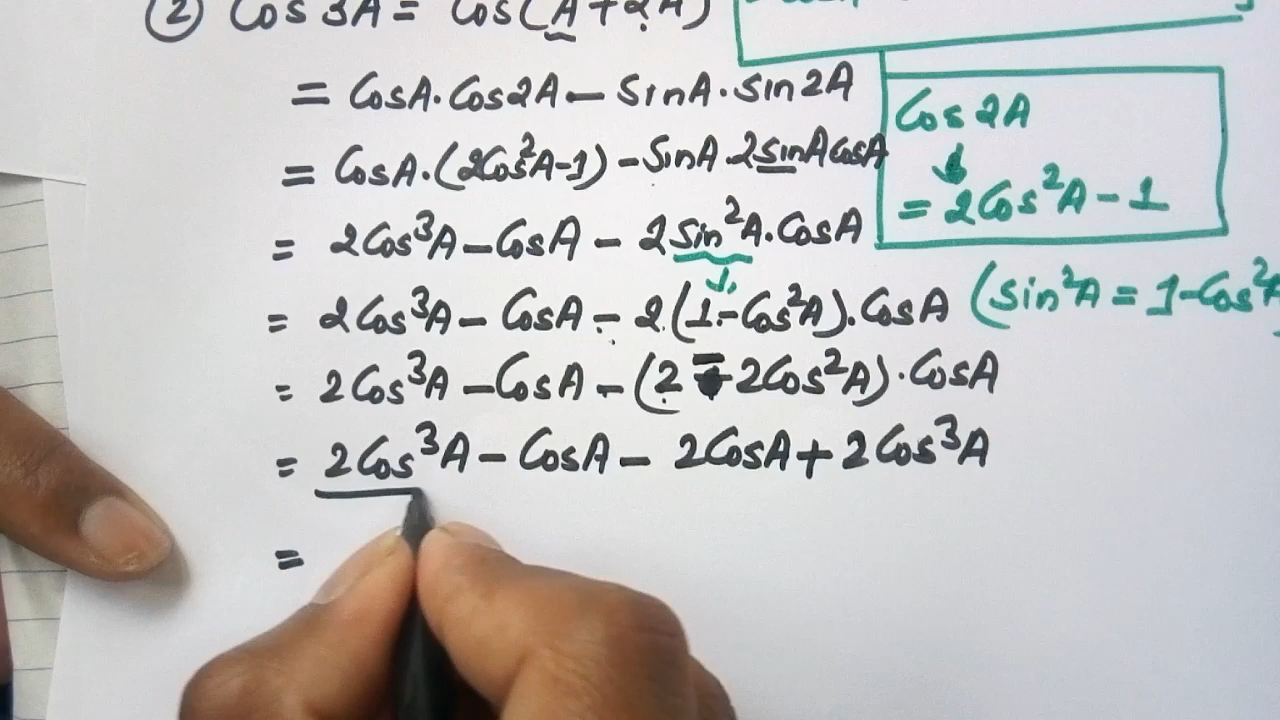 ② Cos 3A = Cos(A+2A)
= CosA.Cos2A - SinA.sin2A
= CosA.(2Cos²A-1) - SinA.2sinACosA
= 2Cos³A - CosA - 2sin²A.CosA
= 2Cos³A - CosA - 2(1-Cos²A).CosA
= 2Cos³A - CosA - (2 - 2Cos²A).CosA
= 2Cos³A - CosA - 2CosA + 2Cos³A
=
Cos2A
= 2Cos²A - 1
(sin²A = 1-Cos²A